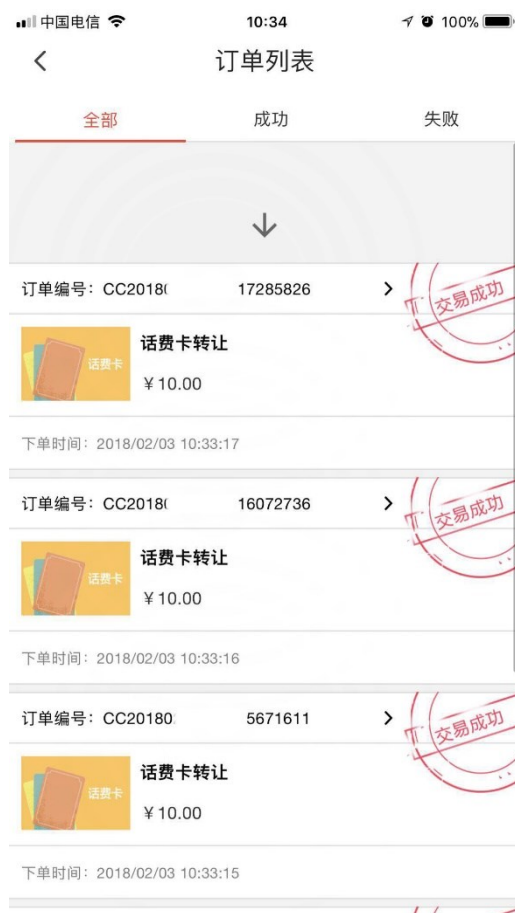 中国电信 10:34 100%
订单列表
全部 成功 失败
订单编号：CC2018 17285826
交易成功
话费卡
话费卡转让
￥10.00
下单时间：2018/02/03 10:33:17
订单编号：CC2018 16072736
交易成功
话费卡
话费卡转让
￥10.00
下单时间：2018/02/03 10:33:16
订单编号：CC20180 5671611
交易成功
话费卡
话费卡转让
￥10.00
下单时间：2018/02/03 10:33:15